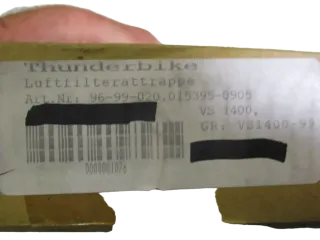 Thunderbike
Luftfilterattrappe
Art.Nr: 96-99-020.015395-0905
VS 1400,
GR: VS1400-99